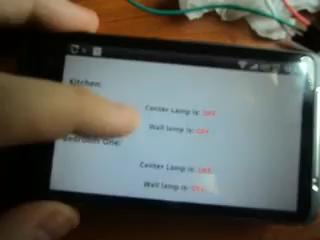 Kitchen:
Center Lamp is: OFF
Wall lamp is: OFF
Bedroom One:
Center Lamp is: OFF
Wall lamp is: OFF